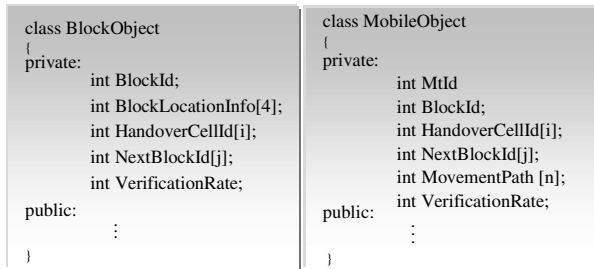 class BlockObject
{
private:
int BlockId;
int BlockLocationInfo[4];
int HandoverCellId[i];
int NextBlockId[j];
int VerificationRate;
public:
⋮
}
class MobileObject
{
private:
int MtId
int BlockId;
int HandoverCellId[i];
int NextBlockId[j];
int MovementPath [n];
int VerificationRate;
public:
⋮
}